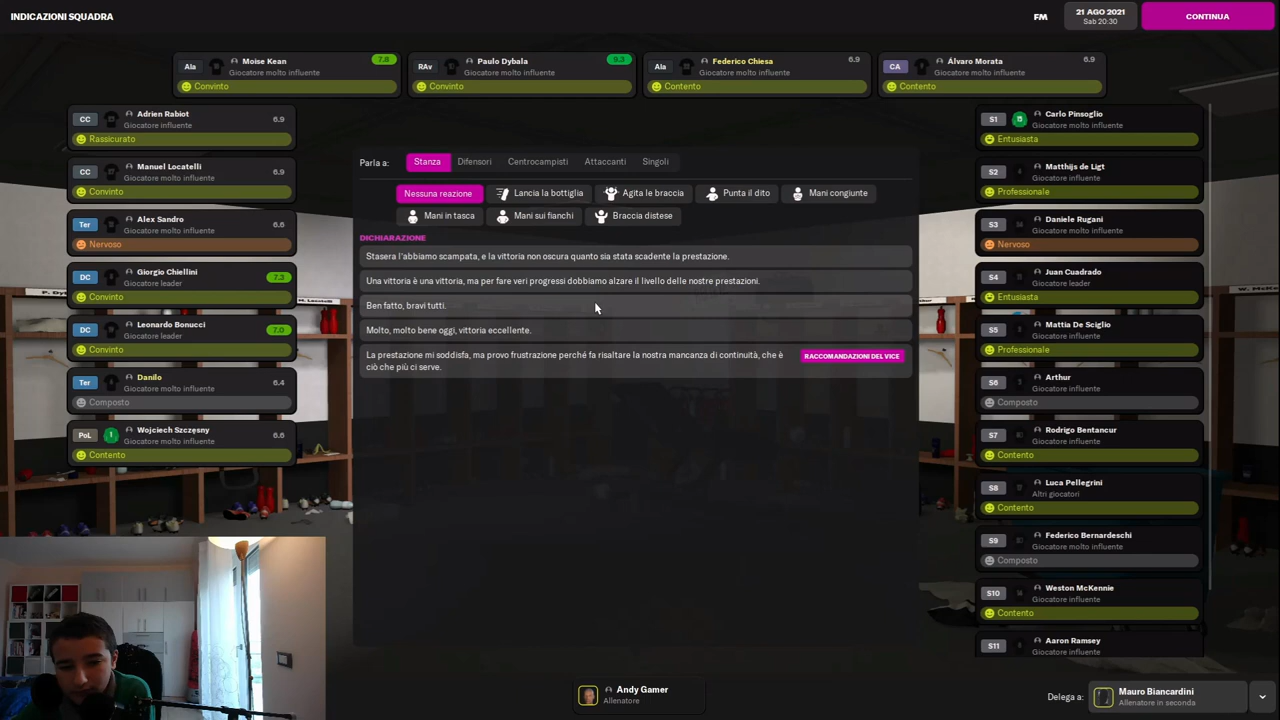 INDICAZIONI SQUADRA
FM
21 AGO 2021
Sab 20:30
CONTINUA
Ala
Moise Kean
Giocatore molto influente
7.8
Convinto
RAv
Paulo Dybala
Giocatore molto influente
9.3
Convinto
Ala
Federico Chiesa
Giocatore molto influente
6.9
Contento
CA
Álvaro Morata
Giocatore molto influente
6.9
Contento
CC
Adrien Rabiot
Giocatore influente
6.9
Rassicurato
CC
Manuel Locatelli
Giocatore molto influente
6.9
Convinto
Ter
Alex Sandro
Giocatore molto influente
6.6
Nervoso
DC
Giorgio Chiellini
Giocatore leader
7.3
Convinto
DC
Leonardo Bonucci
Giocatore leader
7.0
Convinto
Ter
Danilo
Giocatore molto influente
6.4
Composto
PoL
1
Wojciech Szczęsny
Giocatore molto influente
6.6
Contento
Parla a:
Stanza
Difensori
Centrocampisti
Attaccanti
Singoli
Nessuna reazione
Lancia la bottiglia
Agita le braccia
Punta il dito
Mani congiunte
Mani in tasca
Mani sui fianchi
Braccia distese
DICHIARAZIONE
Stasera l'abbiamo scampata, e la vittoria non oscura quanto sia stata scadente la prestazione.
Una vittoria è una vittoria, ma per fare veri progressi dobbiamo alzare il livello delle nostre prestazioni.
Ben fatto, bravi tutti.
Molto, molto bene oggi, vittoria eccellente.
La prestazione mi soddisfa, ma provo frustrazione perché fa risaltare la nostra mancanza di continuità, che è
ciò che più ci serve.
RACCOMANDAZIONI DEL VICE
S1
Carlo Pinsoglio
Giocatore molto influente
Entusiasta
S2
Matthijs de Ligt
Giocatore molto influente
Professionale
S3
Daniele Rugani
Giocatore molto influente
Nervoso
S4
Juan Cuadrado
Giocatore leader
Entusiasta
S5
Mattia De Sciglio
Giocatore molto influente
Professionale
S6
Arthur
Giocatore molto influente
Composto
S7
Rodrigo Bentancur
Giocatore molto influente
Contento
S8
Luca Pellegrini
Altri giocatori
Contento
S9
Federico Bernardeschi
Giocatore molto influente
Composto
S10
Weston McKennie
Giocatore influente
Contento
S11
Aaron Ramsey
Giocatore influente
Andy Gamer
Allenatore
Delega a:
Mauro Biancardini
Allenatore in seconds